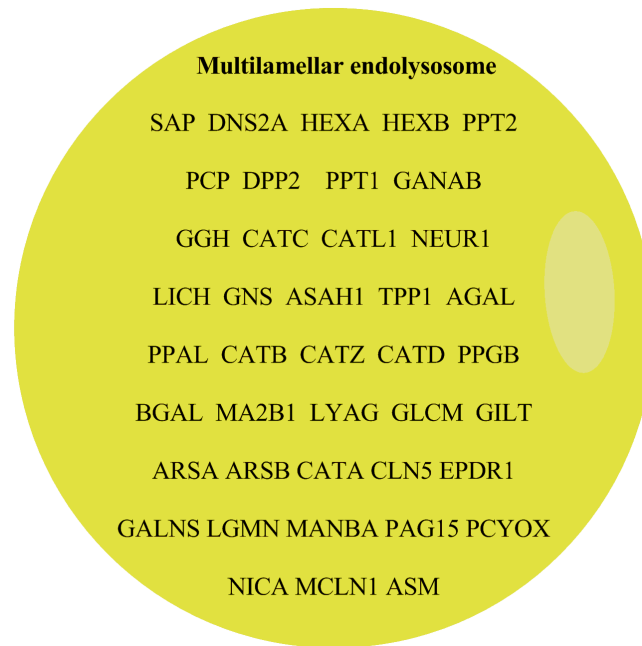 Multilamellar endolysosome
SAP DNS2A HEXA HEXB PPT2
PCP DPP2 PPT1 GANAB
GGH CATC CATL1 NEUR1
LICH GNS ASAH1 TPP1 AGAL
PPAL CATB CATZ CATD PPGB
BGAL MA2B1 LYAG GLCM GILT
ARSA ARSB CATA CLN5 EPDR1
GALNS LGMN MANBA PAG15 PCYOX
NICA MCLN1 ASM